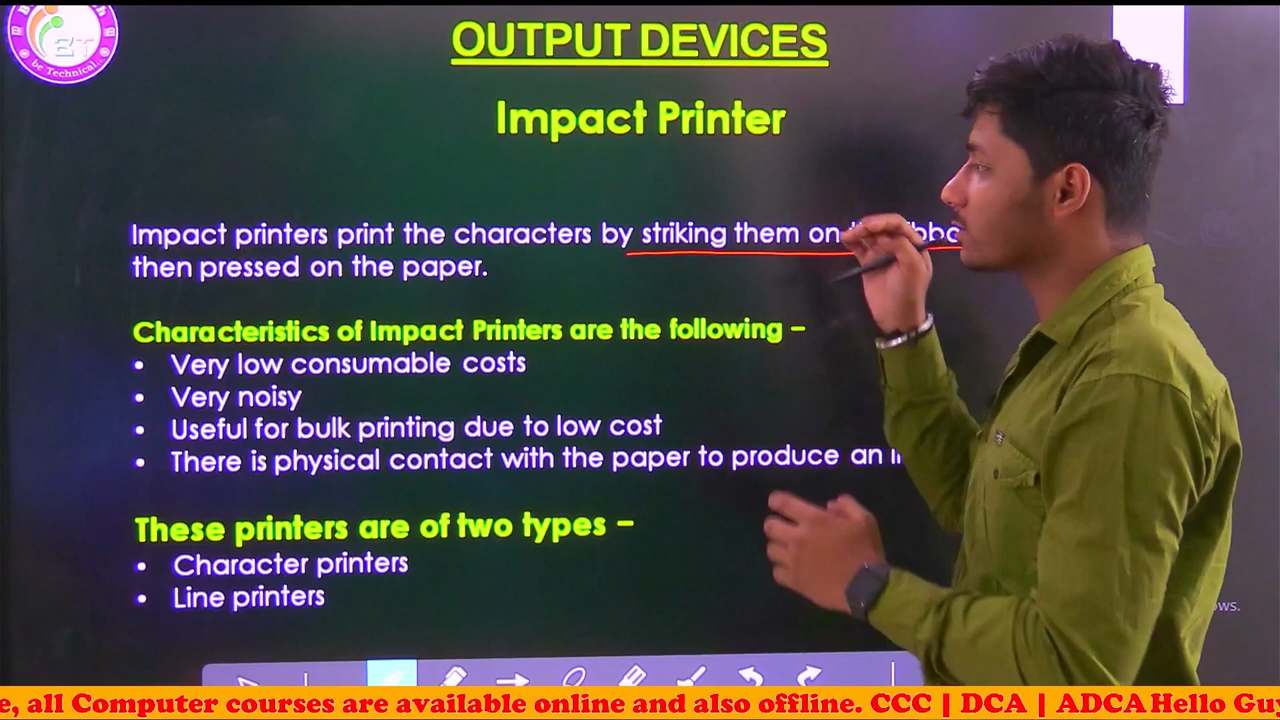 be Technical..
OUTPUT DEVICES
Impact Printer
Impact printers print the characters by striking them on
then pressed on the paper.
Characteristics of Impact Printers are the following –
• Very low consumable costs
• Very noisy
• Useful for bulk printing due to low cost
• There is physical contact with the paper to produce an
These printers are of two types –
• Character printers
• Line printers
all Computer courses are available online and also offline. CCC | DCA | ADCA Hello